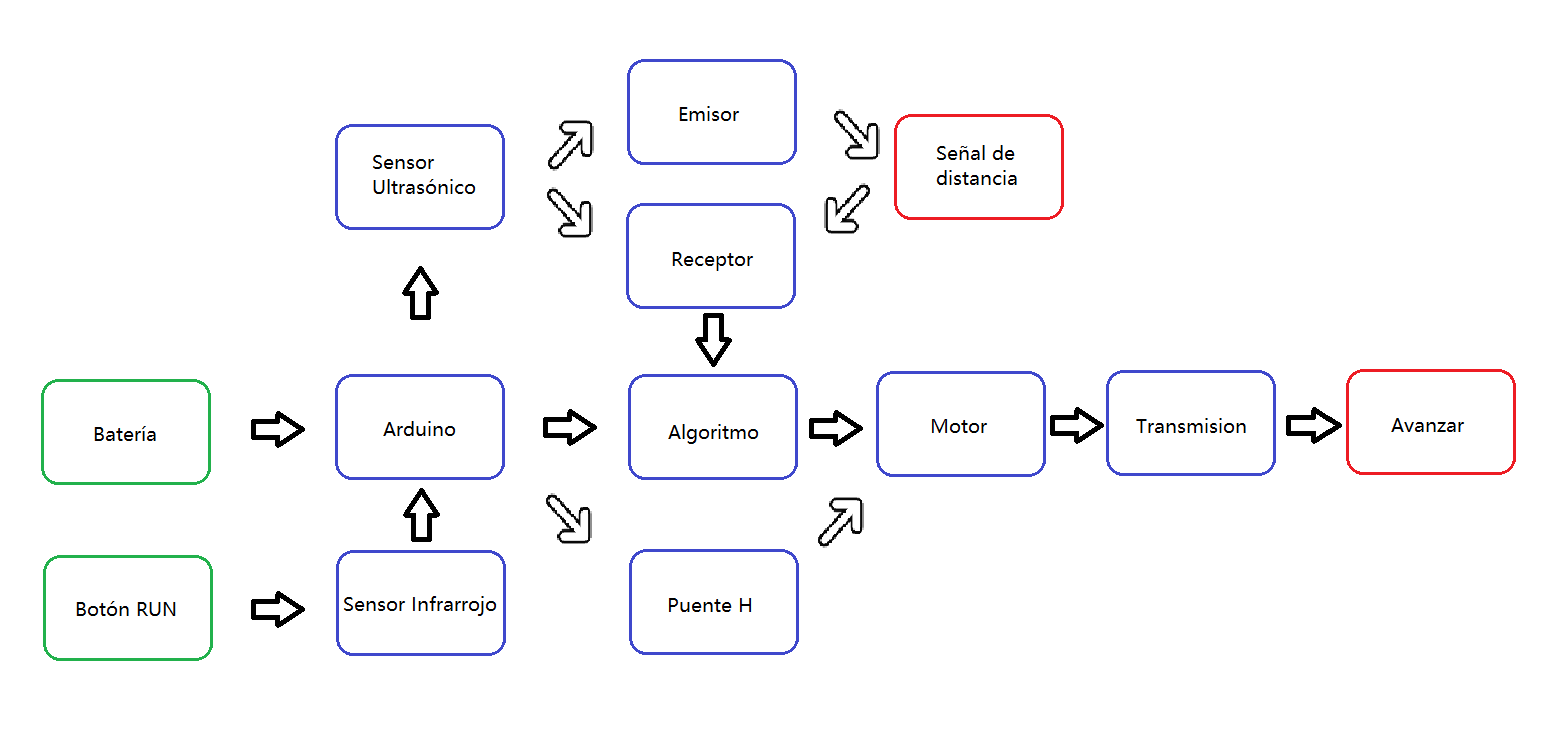 Emisor
Sensor
Ultrasónico
Señal de
distancia
Receptor
Batería
Arduino
Algoritmo
Motor
Transmision
Avanzar
Botón RUN
Sensor Infrarrojo
Puente H